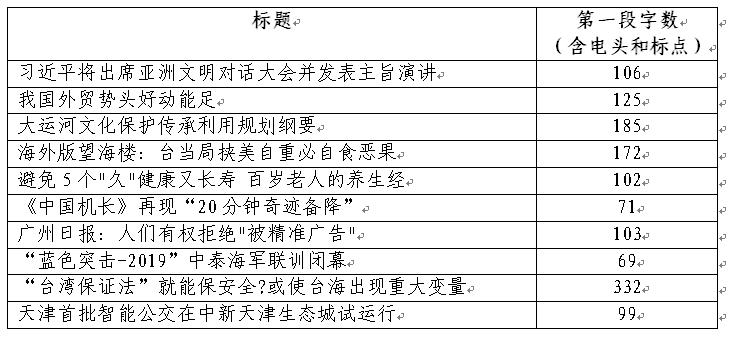 标题 第一段字数
（含电头和标点）
习近平将出席亚洲文明对话大会并发表主旨演讲 106
我国外贸势头好动能足 125
大运河文化保护传承利用规划纲要 185
海外版望海楼：台当局挟美自重必自食恶果 172
避免 5 个"久"健康又长寿 百岁老人的养生经 102
《中国机长》再现“20 分钟奇迹备降” 71
广州日报：人们有权拒绝"被精准广告" 103
“蓝色突击-2019”中泰海军联训闭幕 69
“台湾保证法”就能保安全?或使台海出现重大变量 332
天津首批智能公交在中新天津生态城试运行 99